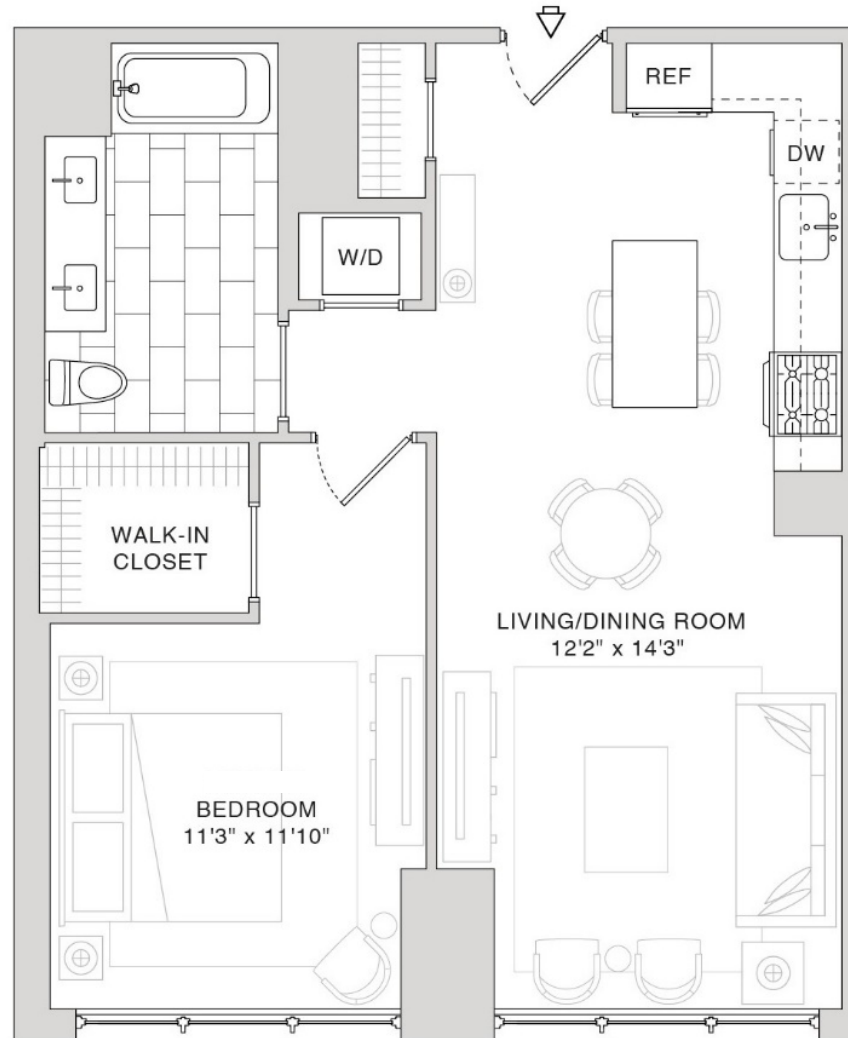 REF
DW
W/D
WALK-IN
CLOSET
LIVING/DINING ROOM
12'2" x 14'3"
BEDROOM
11'3" x 11'10"